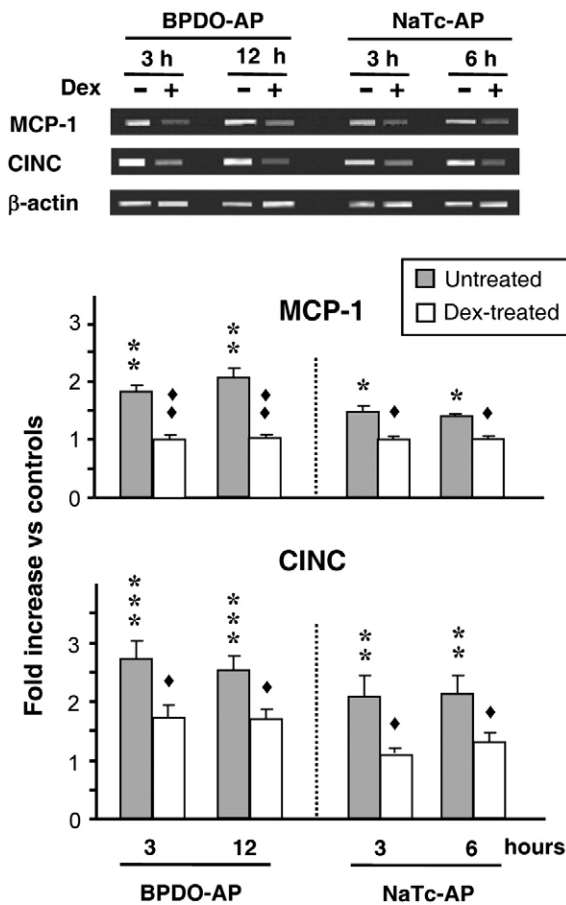 BPDO-AP NaTc-AP
3 h 12 h 3 h 6 h
Dex - + - + - + - +
MCP-1
CINC
β-actin
Untreated
Dex-treated
MCP-1
3
2
1
0
* * * * * *
♦ ♦ ♦ ♦ ♦ ♦
Fold increase vs controls
CINC
3
2
1
0
* * * * * * * * * *
♦ ♦ ♦ ♦
3 12 3 6 hours
BPDO-AP NaTc-AP